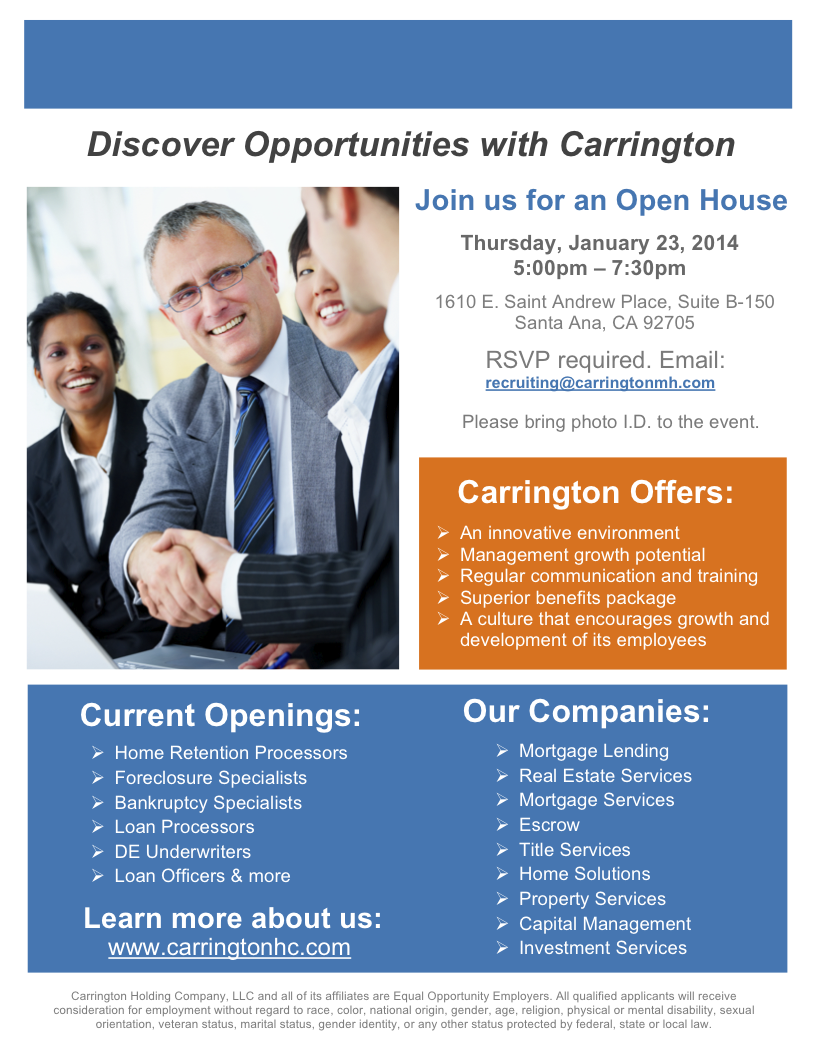 Discover Opportunities with Carrington
Join us for an Open House
Thursday, January 23, 2014
5:00pm – 7:30pm
1610 E. Saint Andrew Place, Suite B-150
Santa Ana, CA 92705
RSVP required. Email:
recruiting@carringtonmh.com
Please bring photo I.D. to the event.
Carrington Offers:
➢ An innovative environment
➢ Management growth potential
➢ Regular communication and training
➢ Superior benefits package
➢ A culture that encourages growth and
development of its employees
Current Openings:
➢ Home Retention Processors
➢ Foreclosure Specialists
➢ Bankruptcy Specialists
➢ Loan Processors
➢ DE Underwriters
➢ Loan Officers & more
Learn more about us:
www.carringtonhc.com
Our Companies:
➢ Mortgage Lending
➢ Real Estate Services
➢ Mortgage Services
➢ Escrow
➢ Title Services
➢ Home Solutions
➢ Property Services
➢ Capital Management
➢ Investment Services
Carrington Holding Company, LLC and all of its affiliates are Equal Opportunity Employers. All qualified applicants will receive
consideration for employment without regard to race, color, national origin, gender, age, religion, physical or mental disability, sexual
orientation, veteran status, marital status, gender identity, or any other status protected by federal, state or local law.